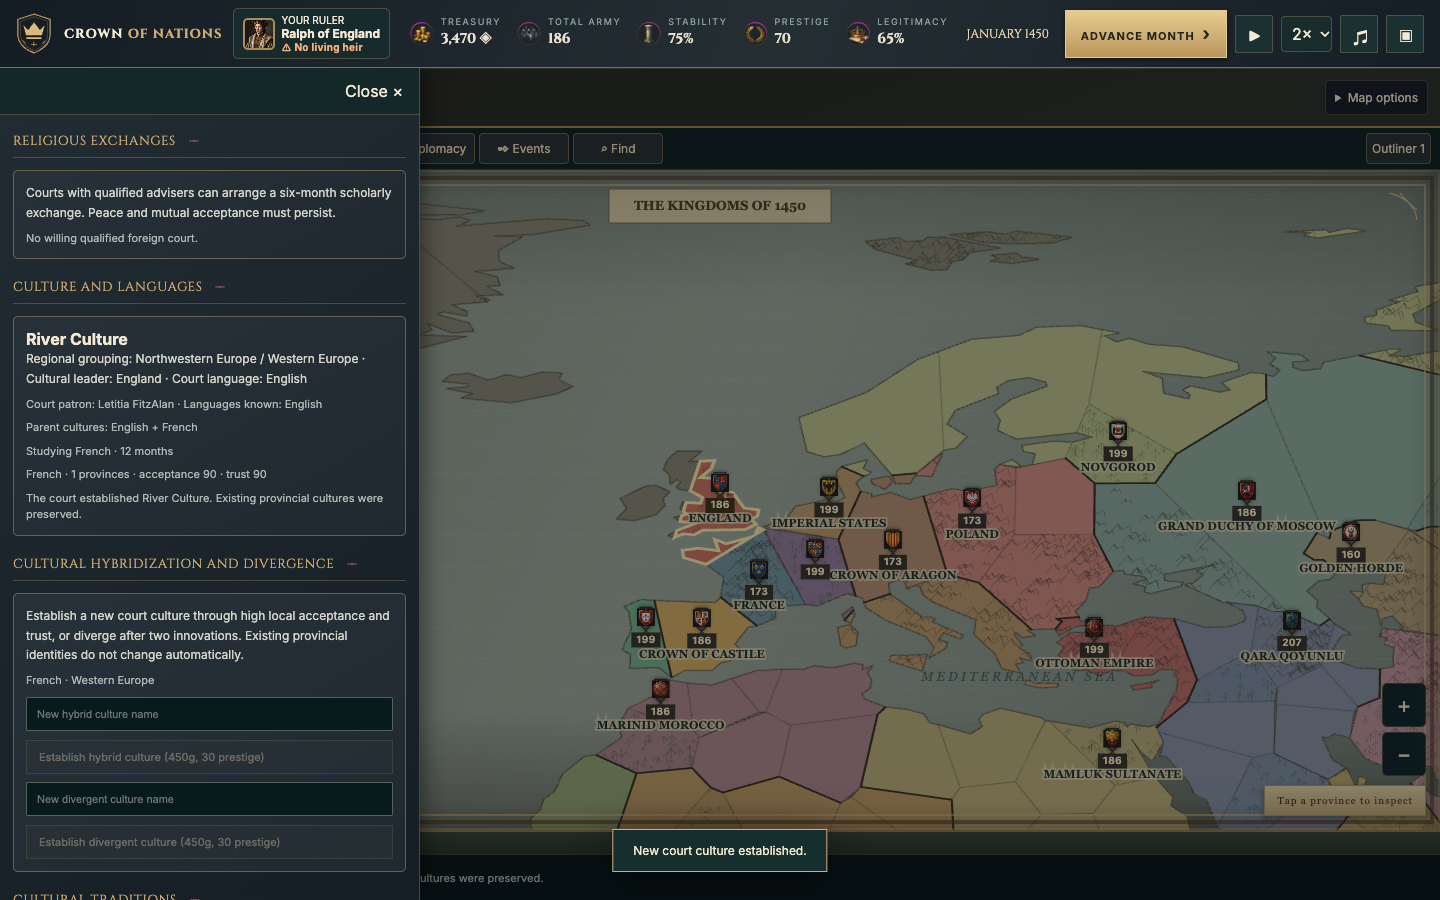 CROWN OF NATIONS
YOUR RULER
Ralph of England
⚠ No living heir
TREASURY
3,470
TOTAL ARMY
186
STABILITY
75%
PRESTIGE
70
LEGITIMACY
65%
JANUARY 1450
ADVANCE MONTH ›
2×
Close ×
Map options
plomacy
Events
Find
Outliner 1
RELIGIOUS EXCHANGES
Courts with qualified advisers can arrange a six-month scholarly
exchange. Peace and mutual acceptance must persist.
No willing qualified foreign court.
CULTURE AND LANGUAGES
River Culture
Regional grouping: Northwestern Europe / Western Europe ·
Cultural leader: England · Court language: English
Court patron: Letitia FitzAlan · Languages known: English
Parent cultures: English + French
Studying French · 12 months
French · 1 provinces · acceptance 90 · trust 90
The court established River Culture. Existing provincial cultures were
preserved.
CULTURAL HYBRIDIZATION AND DIVERGENCE
Establish a new court culture through high local acceptance and
trust, or diverge after two innovations. Existing provincial
identities do not change automatically.
French · Western Europe
New hybrid culture name
Establish hybrid culture (450g, 30 prestige)
New divergent culture name
Establish divergent culture (450g, 30 prestige)
CULTURAL TRADITIONS
THE KINGDOMS OF 1450
199
NOVGOROD
186
ENGLAND
199
IMPERIAL STATES
173
POLAND
186
GRAND DUCHY OF MOSCOW
160
GOLDEN HORDE
199
173
CROWN OF ARAGON
173
FRANCE
199
186
CROWN OF CASTILE
199
OTTOMAN EMPIRE
207
QARA QOYUNLU
MEDITERRANEAN SEA
186
MARINID MOROCCO
186
MAMLUK SULTANATE
+
−
Tap a province to inspect
New court culture established.
ultures were preserved.